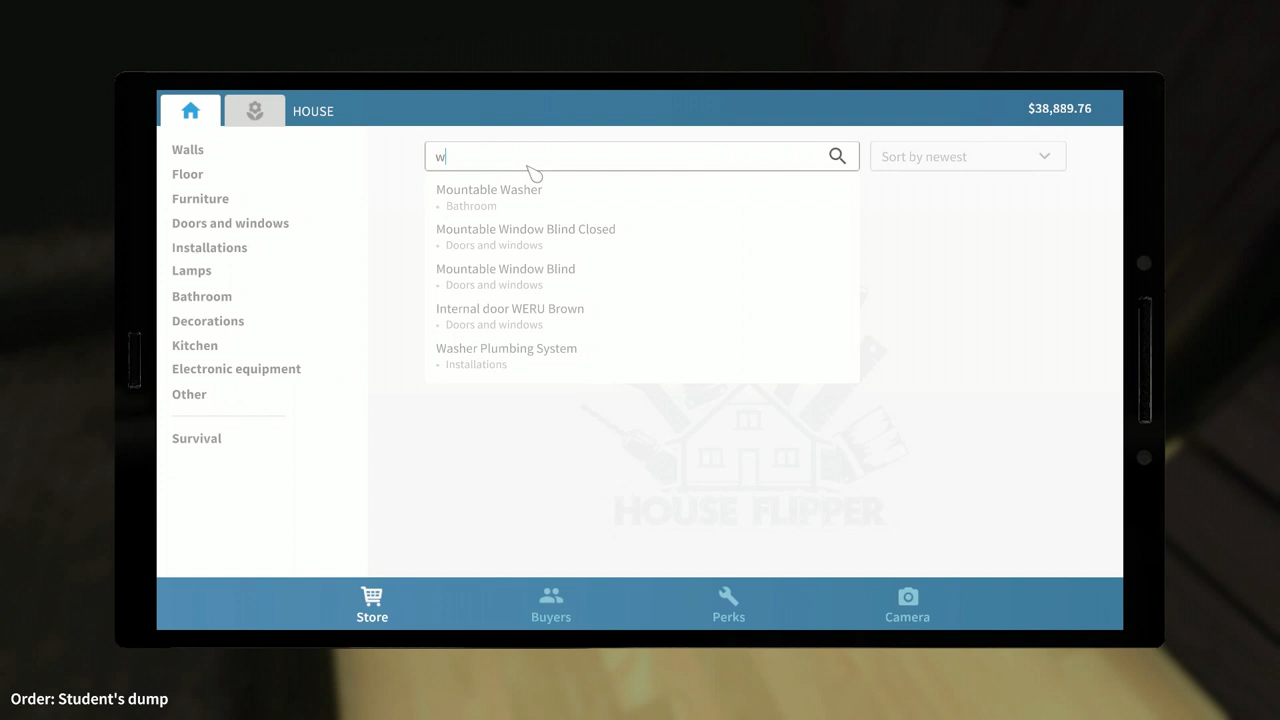 HOUSE
$38,889.76
Walls
Floor
Furniture
Doors and windows
Installations
Lamps
Bathroom
Decorations
Kitchen
Electronic equipment
Other
Survival
w
Sort by newest
Mountable Washer
• Bathroom
Mountable Window Blind Closed
• Doors and windows
Mountable Window Blind
• Doors and windows
Internal door WERU Brown
• Doors and windows
Washer Plumbing System
• Installations
HOUSE FLIPPER
Store
Buyers
Perks
Camera
Order: Student's dump